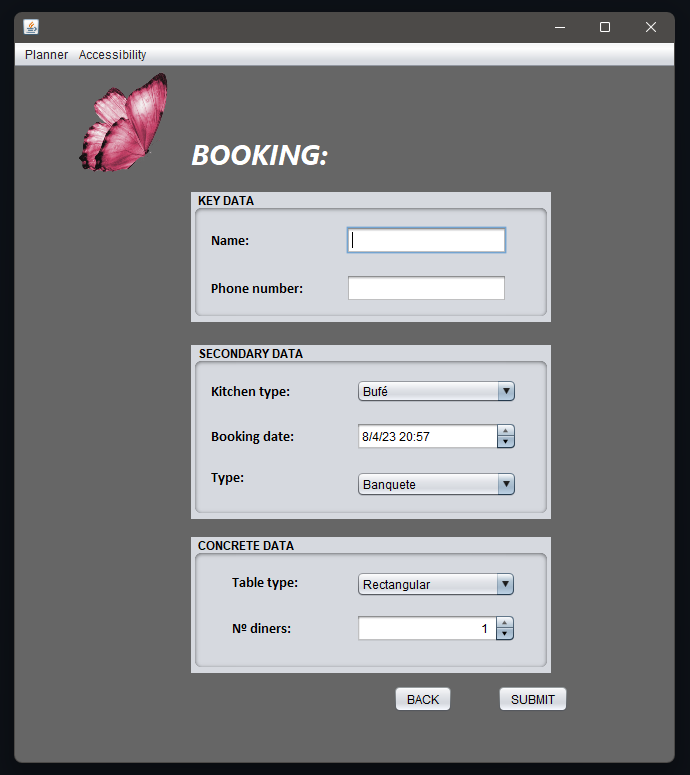 Planner Accessibility
BOOKING:
KEY DATA
Name:
Phone number:
SECONDARY DATA
Kitchen type: Bufé
Booking date: 8/4/23 20:57
Type: Banquete
CONCRETE DATA
Table type: Rectangular
Nº diners: 1
BACK SUBMIT